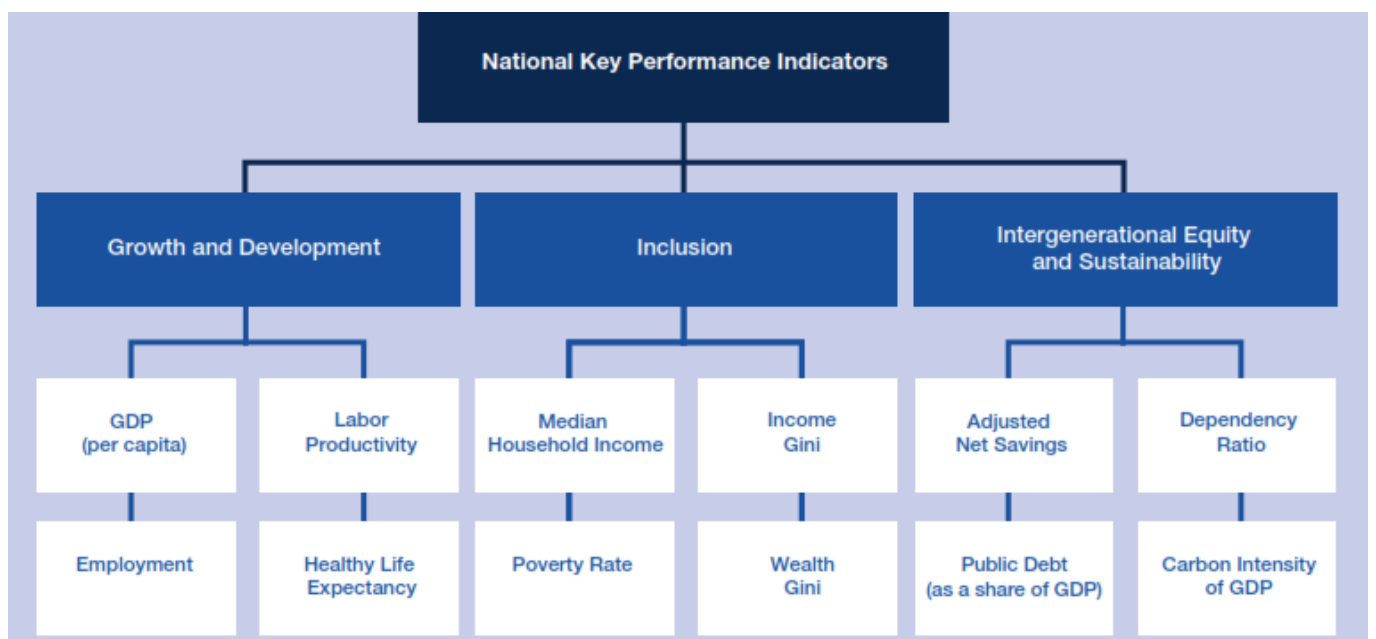 National Key Performance Indicators
Growth and Development
Inclusion
Intergenerational Equity
and Sustainability
GDP
(per capita)
Labor
Productivity
Median
Household Income
Income
Gini
Adjusted
Net Savings
Dependency
Ratio
Employment
Healthy Life
Expectancy
Poverty Rate
Wealth
Gini
Public Debt
(as a share of GDP)
Carbon Intensity
of GDP